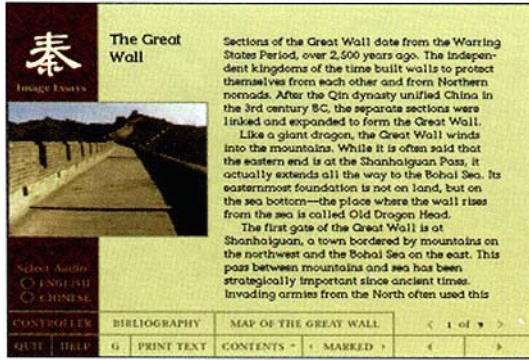 秦
Image Essays
The Great
Wall
Sections of the Great Wall date from the Warring
States Period, over 2,500 years ago. The indepen-
dent kingdoms of the time built walls to protect
themselves from each other and from Northern
nomads. After the Qin dynasty unified China in
the 3rd century BC, the separate sections were
linked and expanded to form the Great Wall.
Like a giant dragon, the Great Wall winds
into the mountains. While it is often said that
the eastern end is at the Shanhaiguan Pass, it
actually extends all the way to the Bohai Sea. Its
easternmost foundation is not on land, but on
the sea bottom—the place where the wall rises
from the sea is called Old Dragon Head.
The first gate of the Great Wall is at
Shanhaiguan, a town bordered by mountains on
the northwest and the Bohai Sea on the east. This
pass between mountains and sea has been
strategically important since ancient times.
Invading armies from the North often used this
Select Audio
ENGLISH
CHINESE
CONTROLLER BIBLIOGRAPHY MAP OF THE GREAT WALL < 1 of 9 >
QUIT HELP G PRINT TEXT CONTENTS MARKED